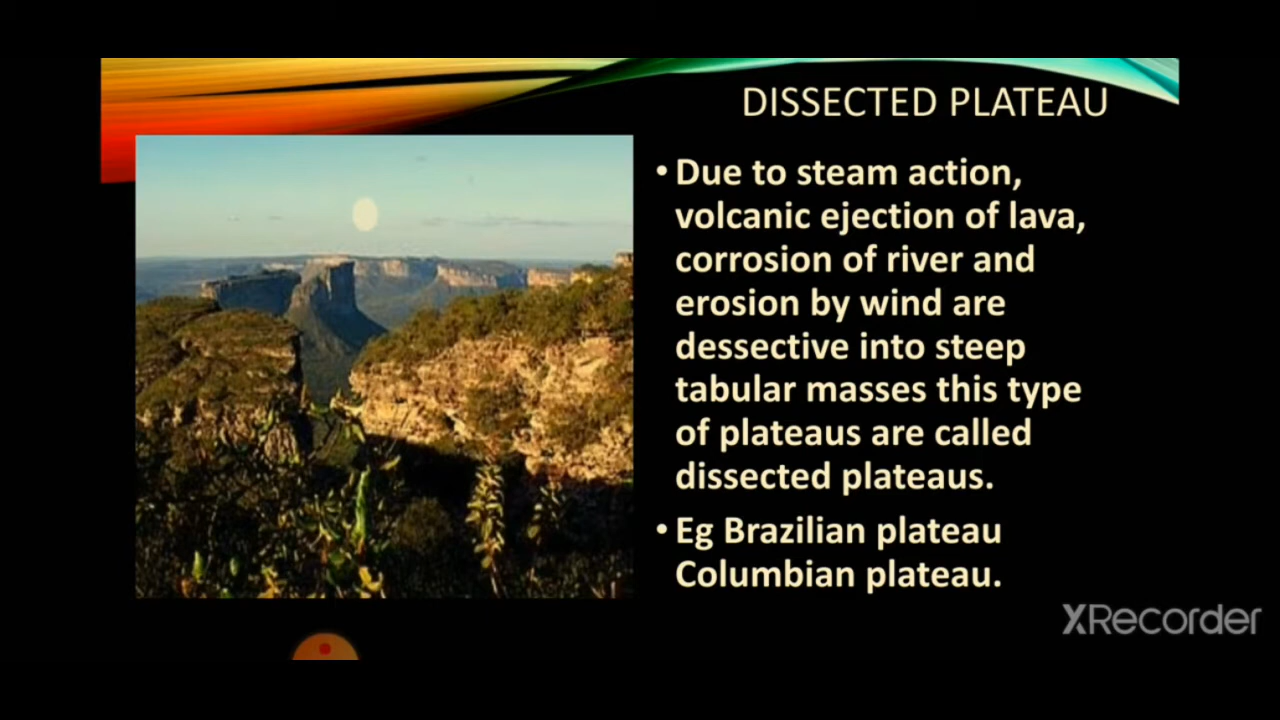 DISSECTED PLATEAU
• Due to steam action,
volcanic ejection of lava,
corrosion of river and
erosion by wind are
dessective into steep
tabular masses this type
of plateaus are called
dissected plateaus.
• Eg Brazilian plateau
Columbian plateau.
XRecorder